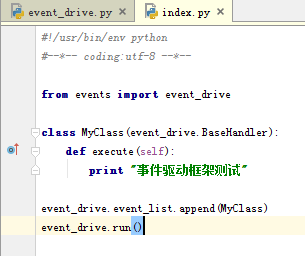 event_drive.py × index.py ×
#!/usr/bin/env python
#--*-- coding:utf-8 --*--
from events import event_drive
class MyClass(event_drive.BaseHandler):
def execute(self):
print "事件驱动框架测试"
event_drive.event_list.append(MyClass)
event_drive.run()